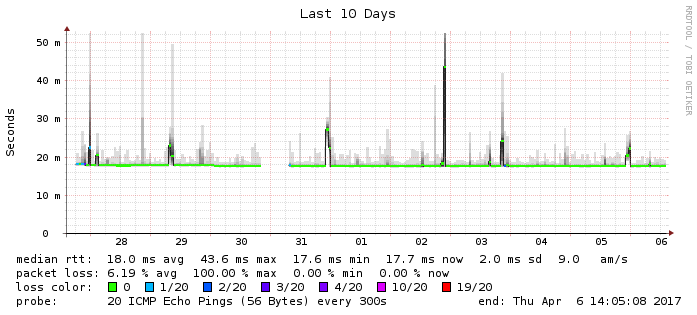 Last 10 Days
RRDTOOL / TOBI OETIKER
Seconds
50 m
40 m
30 m
20 m
10 m
0
28 29 30 31 01 02 03 04 05 06
median rtt: 18.0 ms avg 43.6 ms max 17.6 ms min 17.7 ms now 2.0 ms sd 9.0 am/s
packet loss: 6.19 % avg 100.00 % max 0.00 % min 0.00 % now
loss color: 0 1/20 2/20 3/20 4/20 10/20 19/20
probe: 20 ICMP Echo Pings (56 Bytes) every 300s end: Thu Apr 6 14:05:08 2017